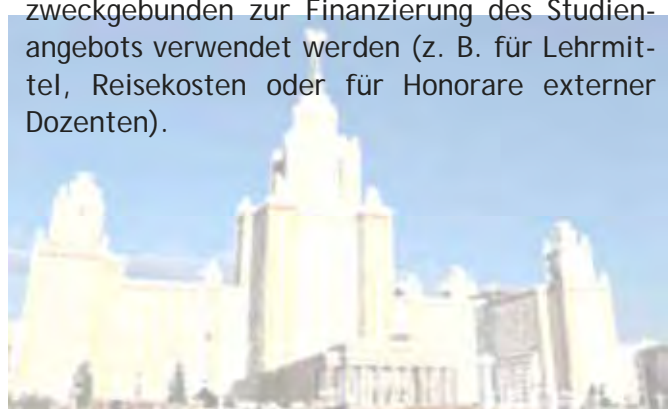 zweckgebunden zur Finanzierung des Studien-
angebots verwendet werden (z. B. für Lehrmit-
tel, Reisekosten oder für Honorare externer
Dozenten).